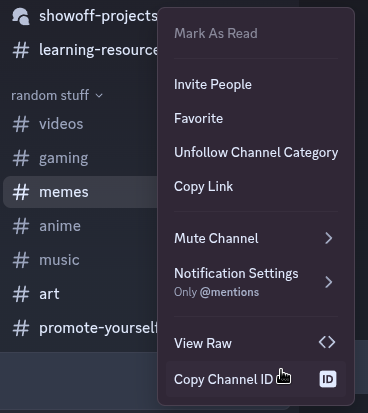 showoff-projects
learning-resource
random stuff
videos
gaming
memes
anime
music
art
promote-yourself
Mark As Read
Invite People
Favorite
Unfollow Channel Category
Copy Link
Mute Channel
Notification Settings
Only @mentions
View Raw
Copy Channel ID
ID